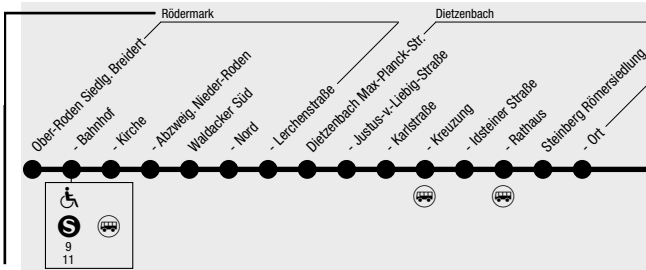 Rödermark
Dietzenbach
Ober-Roden Siedlg. Breidert
- Bahnhof
- Kirche
- Abzweig. Nieder-Roden
Waldacker Süd
- Nord
- Lerchenstraße
Dietzenbach Max-Planck-Str.
- Justus-v.-Liebig-Straße
- Karlstraße
- Kreuzung
- Idsteiner Straße
- Rathaus
Steinberg Römersiedlung
- Ort
S
9
11